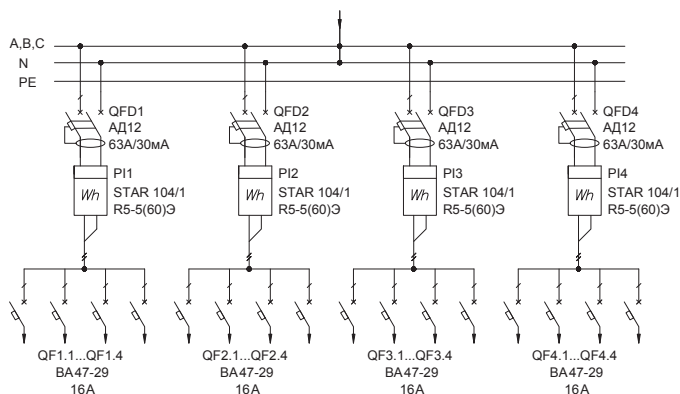 A,B,C
N
PE
QFD1
АД12
63А/30мА
QFD2
АД12
63А/30мА
QFD3
АД12
63А/30мА
QFD4
АД12
63А/30мА
PI1
STAR 104/1
R5-5(60)Э
PI2
STAR 104/1
R5-5(60)Э
PI3
STAR 104/1
R5-5(60)Э
PI4
STAR 104/1
R5-5(60)Э
Wh
Wh
Wh
Wh
QF1.1...QF1.4
ВА47-29
16А
QF2.1...QF2.4
ВА47-29
16А
QF3.1...QF3.4
ВА47-29
16А
QF4.1...QF4.4
ВА47-29
16А